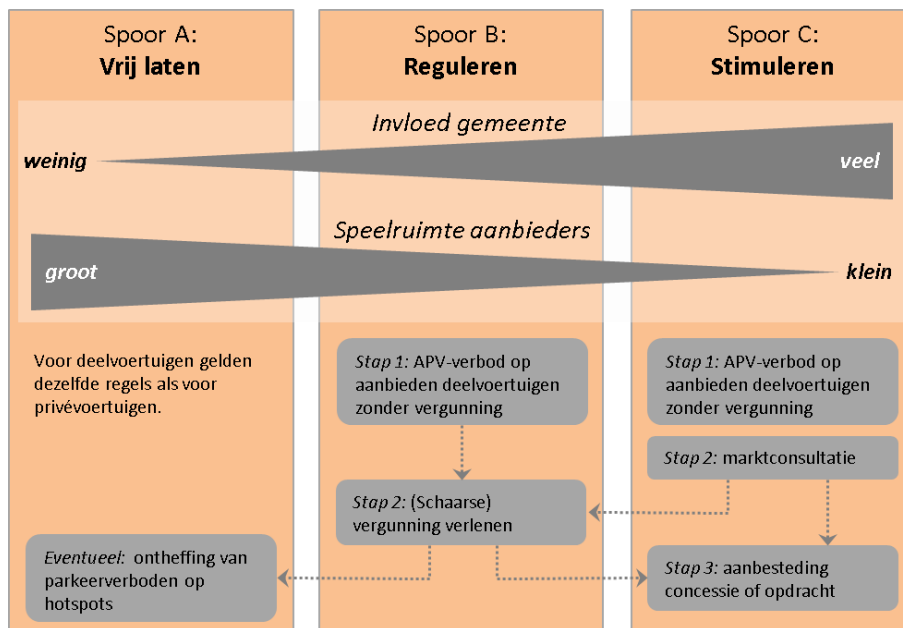 Spoor A:
Vrij laten
Spoor B:
Reguleren
Spoor C:
Stimuleren
Invloed gemeente
weinig
veel
Speelruimte aanbieders
groot
klein
Voor deelvoertuigen gelden
dezelfde regels als voor
privévoertuigen.
Eventueel: ontheffing van
parkeerverboden op
hotspots
Stap 1: APV-verbod op
aanbieden deelvoertuigen
zonder vergunning
Stap 2: (Schaarse)
vergunning verlenen
Stap 1: APV-verbod op
aanbieden deelvoertuigen
zonder vergunning
Stap 2: marktconsultatie
Stap 3: aanbesteding
concessie of opdracht